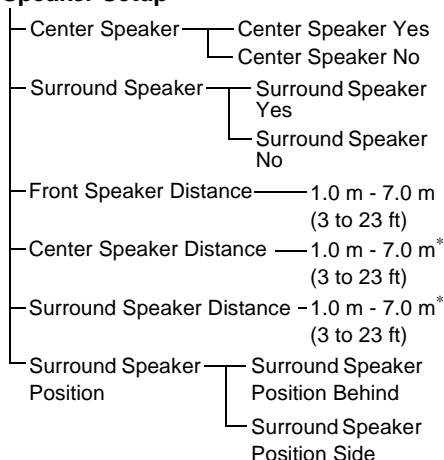 Speaker Setup
Center Speaker Center Speaker Yes
Center Speaker No
Surround Speaker Surround Speaker
Yes
Surround Speaker
No
Front Speaker Distance 1.0 m - 7.0 m
(3 to 23 ft)
Center Speaker Distance 1.0 m - 7.0 m*
(3 to 23 ft)
Surround Speaker Distance 1.0 m - 7.0 m*
(3 to 23 ft)
Surround Speaker Surround Speaker
Position Position Behind
Surround Speaker
Position Side